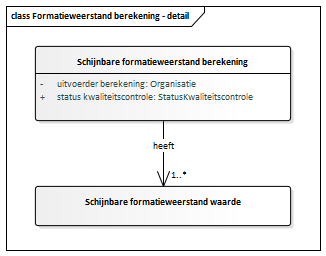 class Formatieweerstand berekening - detail
Schijnbare formatieweerstand berekening
- uitvoerder berekening: Organisatie
+ status kwaliteitscontrole: StatusKwaliteitscontrole
heeft
1..*
Schijnbare formatieweerstand waarde